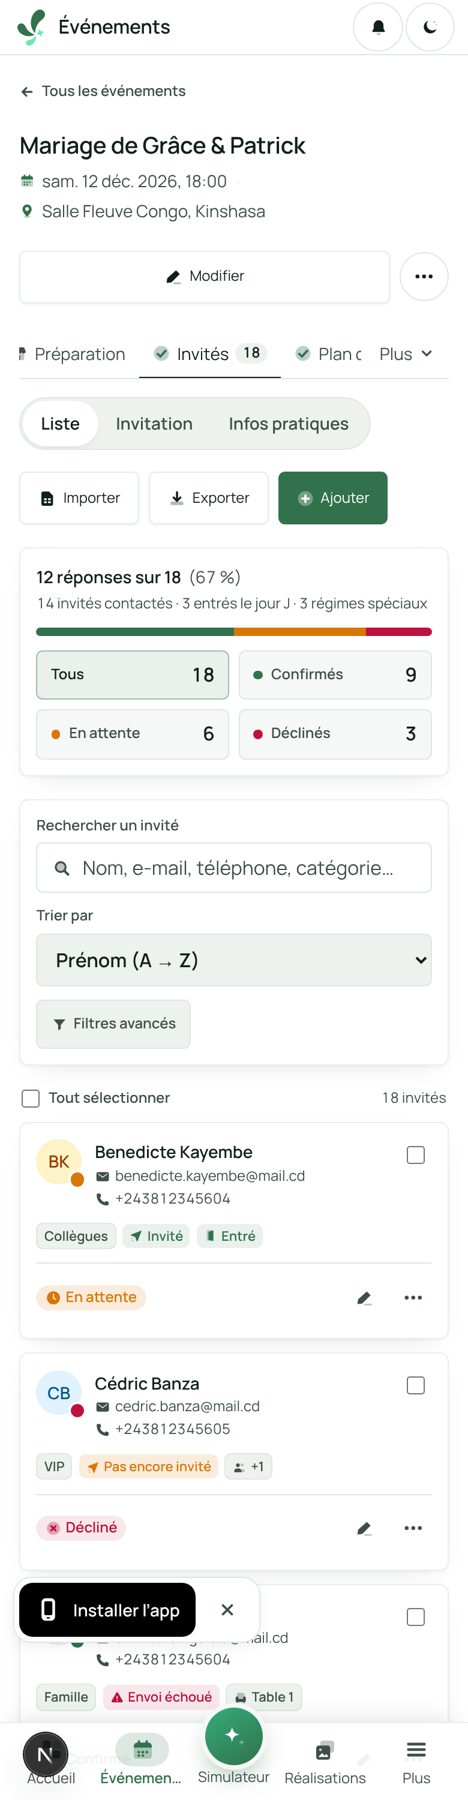 Événements
Tous les événements
Mariage de Grâce & Patrick
sam. 12 déc. 2026, 18:00
Salle Fleuve Congo, Kinshasa
Modifier
Préparation Invités 18 Plan Plus
Liste Invitation Infos pratiques
Importer Exporter Ajouter
12 réponses sur 18 (67 %)
14 invités contactés · 3 entrés le jour J · 3 régimes spéciaux
Tous 18 Confirmés 9
En attente 6 Déclinés 3
Rechercher un invité
Nom, e-mail, téléphone, catégorie...
Trier par
Prénom (A → Z)
Filtres avancés
Tout sélectionner 18 invités
BK Benedicte Kayembe
benedicte.kayembe@mail.cd
+243812345604
Collègues Invité Entré
En attente
CB Cédric Banza
cedric.banza@mail.cd
+243812345605
VIP Pas encore invité +1
Décliné
Installer l'app
+243812345604
Famille Envoi échoué Table 1
N
Accueil Événemen... Simulateur Réalisations Plus